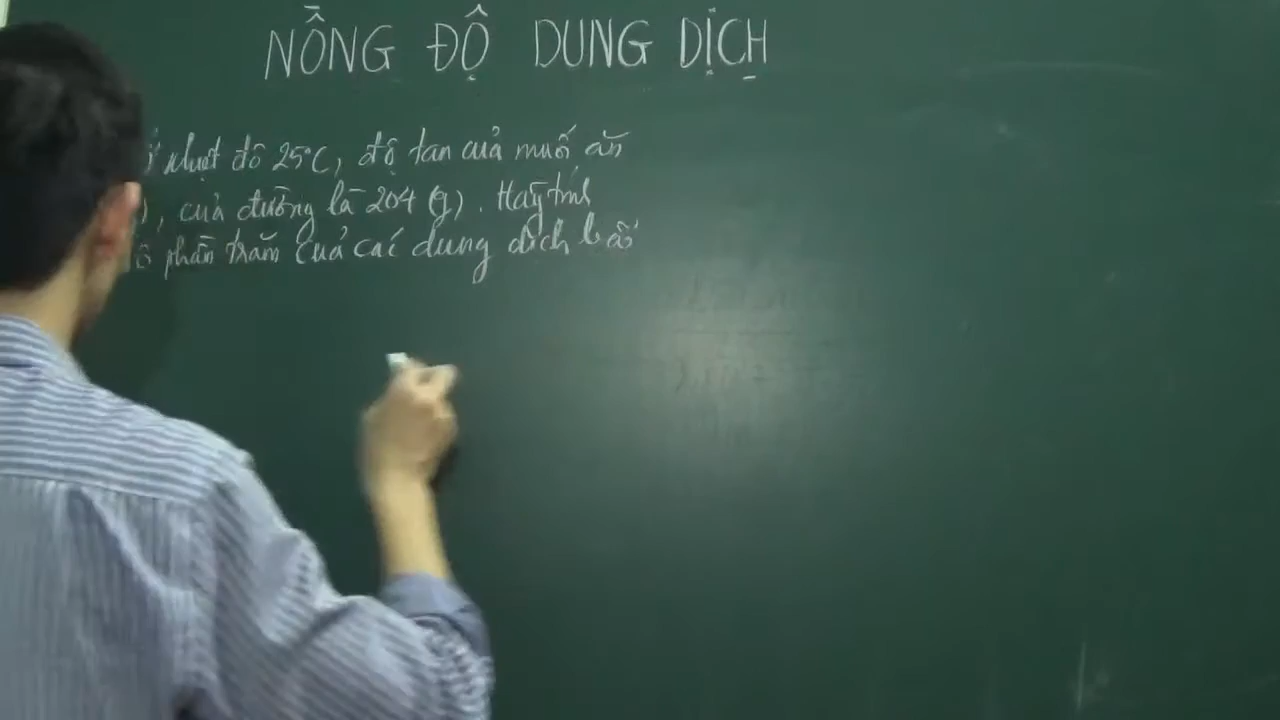 NỒNG ĐỘ DUNG DỊCH
nhiệt độ 25°C, độ tan của muối ăn
), của đường là 204 (g). Hãy tính
phần trăm của các dung dịch bão